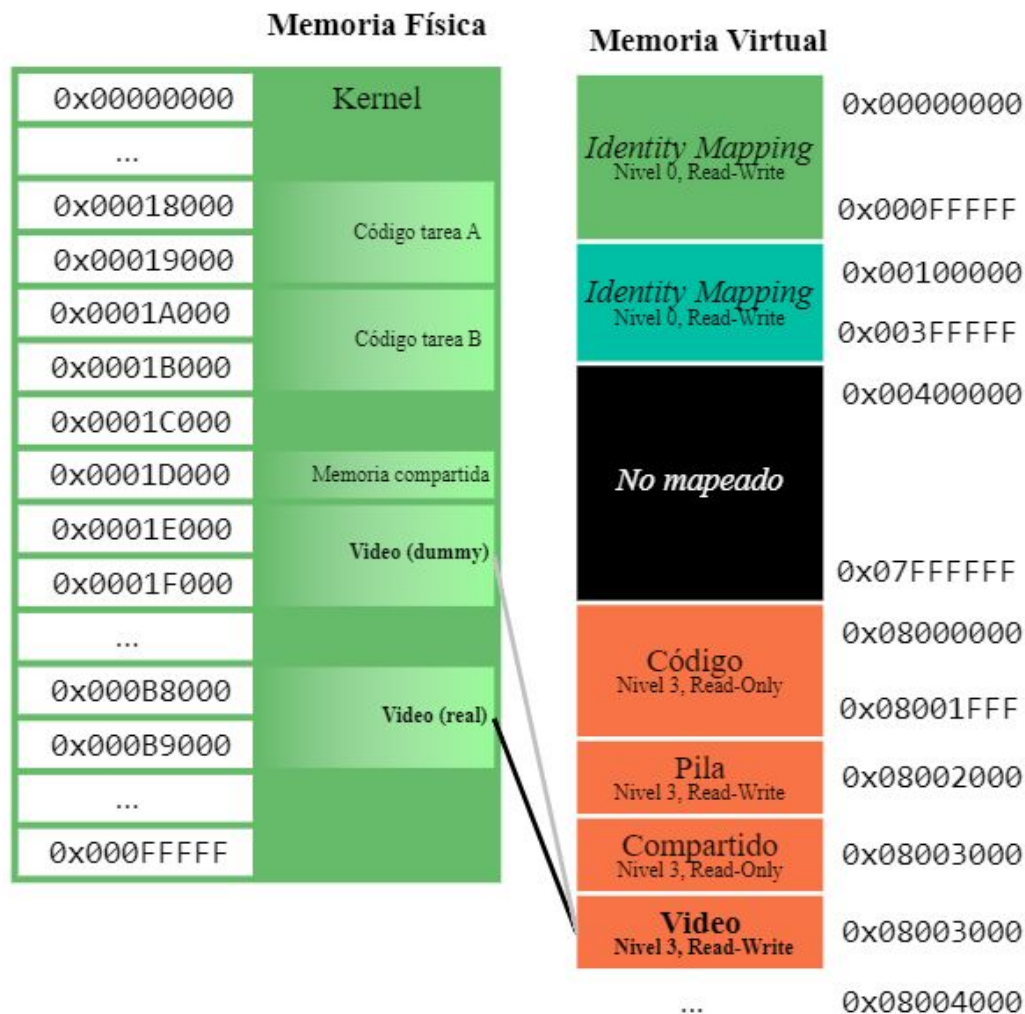 Memoria Física
0x00000000
Kernel
...
0x00018000
Código tarea A
0x00019000
0x0001A000
Código tarea B
0x0001B000
0x0001C000
0x0001D000
Memoria compartida
0x0001E000
Video (dummy)
0x0001F000
...
0x000B8000
Video (real)
0x000B9000
...
0x000FFFFF
Memoria Virtual
0x00000000
Identity Mapping
Nivel 0, Read-Write
0x000FFFFF
0x00100000
Identity Mapping
Nivel 0, Read-Write
0x003FFFFF
0x00400000
No mapeado
0x07FFFFFF
0x08000000
Código
Nivel 3, Read-Only
0x08001FFF
Pila
Nivel 3, Read-Write
0x08002000
Compartido
Nivel 3, Read-Only
0x08003000
Video
Nivel 3, Read-Write
0x08003000
...
0x08004000